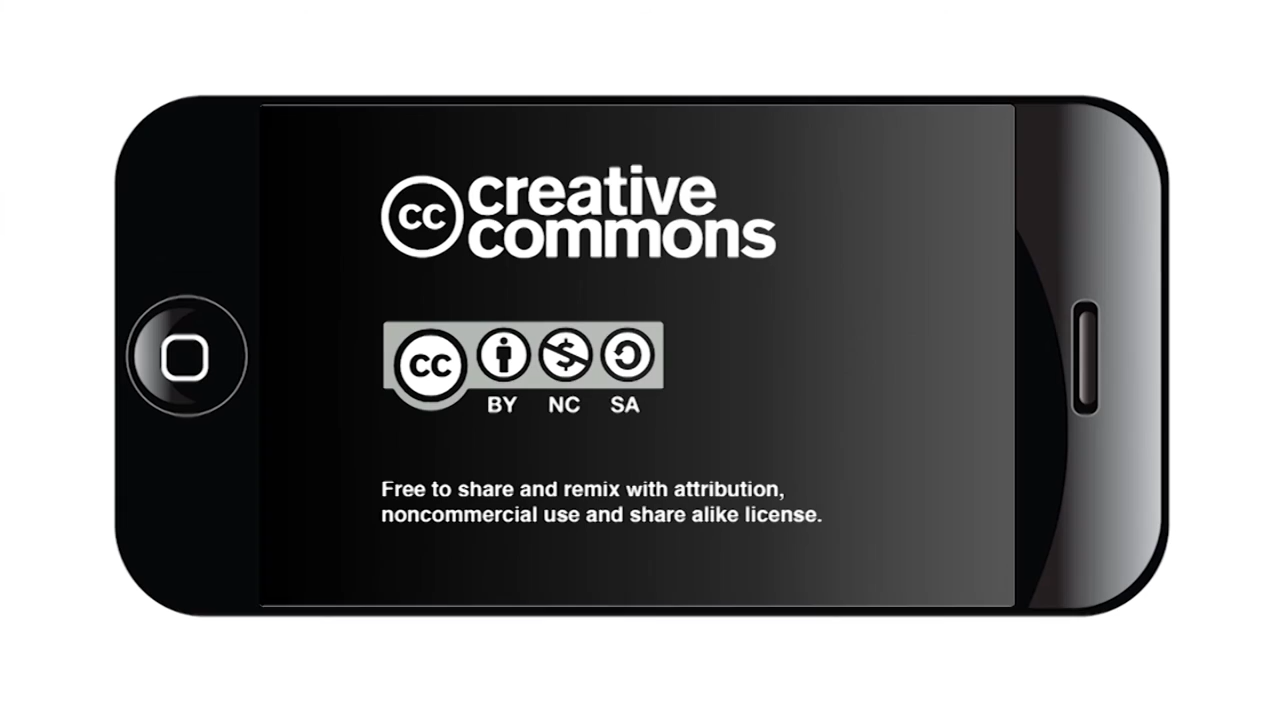 cc creative
commons
cc
BY NC SA
Free to share and remix with attribution,
noncommercial use and share alike license.